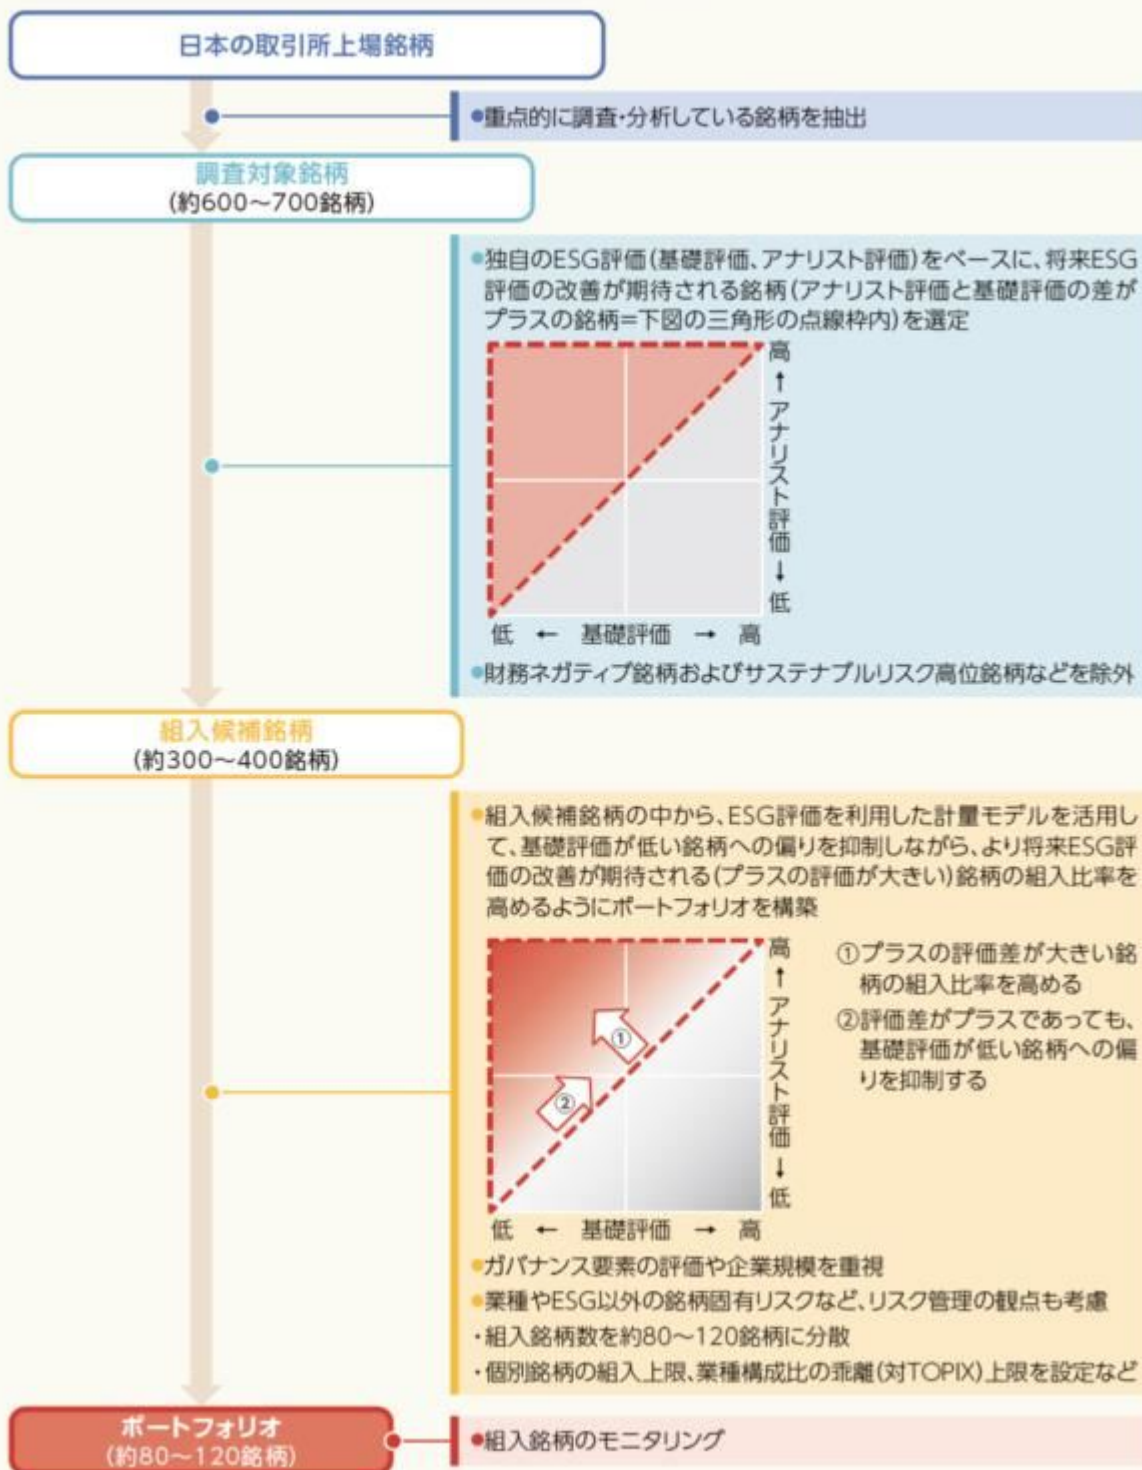 日本の取引所上場銘柄
●重点的に調査・分析している銘柄を抽出
調査対象銘柄
(約600〜700銘柄)
●独自のESG評価(基礎評価、アナリスト評価)をベースに、将来ESG
評価の改善が期待される銘柄(アナリスト評価と基礎評価の差が
プラスの銘柄=下図の三角形の点線枠内)を選定
高
↑
アナリスト評価
↓
低
低 ← 基礎評価 → 高
●財務ネガティブ銘柄およびサステナブルリスク高位銘柄などを除外
組入候補銘柄
(約300〜400銘柄)
●組入候補銘柄の中から、ESG評価を利用した計量モデルを活用し
て、基礎評価が低い銘柄への偏りを抑制しながら、より将来ESG評
価の改善が期待される(プラスの評価が大きい)銘柄の組入比率を
高めるようにポートフォリオを構築
①
②
高
↑
アナリスト評価
↓
低
低 ← 基礎評価 → 高
①プラスの評価差が大きい銘
柄の組入比率を高める
②評価差がプラスであっても、
基礎評価が低い銘柄への偏
りを抑制する
●ガバナンス要素の評価や企業規模を重視
●業種やESG以外の銘柄固有リスクなど、リスク管理の観点も考慮
・組入銘柄数を約80〜120銘柄に分散
・個別銘柄の組入上限、業種構成比の乖離(対TOPIX)上限を設定など
ポートフォリオ
(約80〜120銘柄)
●組入銘柄のモニタリング